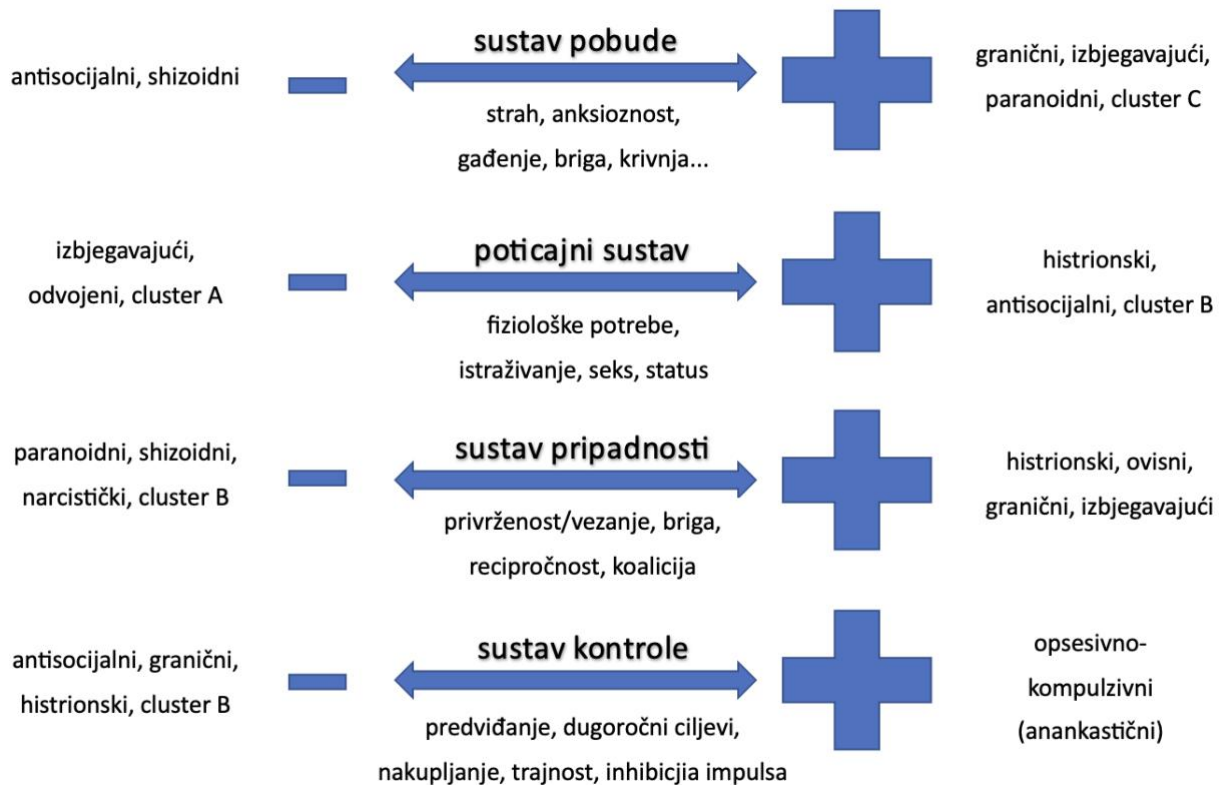 sustav pobude
antisocijalni, shizoidni
strah, anksioznost,
gađenje, briga, krivnja...
granični, izbjegavajući,
paranoidni, cluster C
poticajni sustav
izbjegavajući,
odvojeni, cluster A
fiziološke potrebe,
istraživanje, seks, status
histrionski,
antisocijalni, cluster B
sustav pripadnosti
paranoidni, shizoidni,
narcistički, cluster B
privrženost/vezanje, briga,
recipročnost, koalicija
histrionski, ovisni,
granični, izbjegavajući
sustav kontrole
antisocijalni, granični,
histrionski, cluster B
predviđanje, dugoročni ciljevi,
nakupljanje, trajnost, inhibicjia impulsa
opsesivno-
kompulzivni
(anankastični)